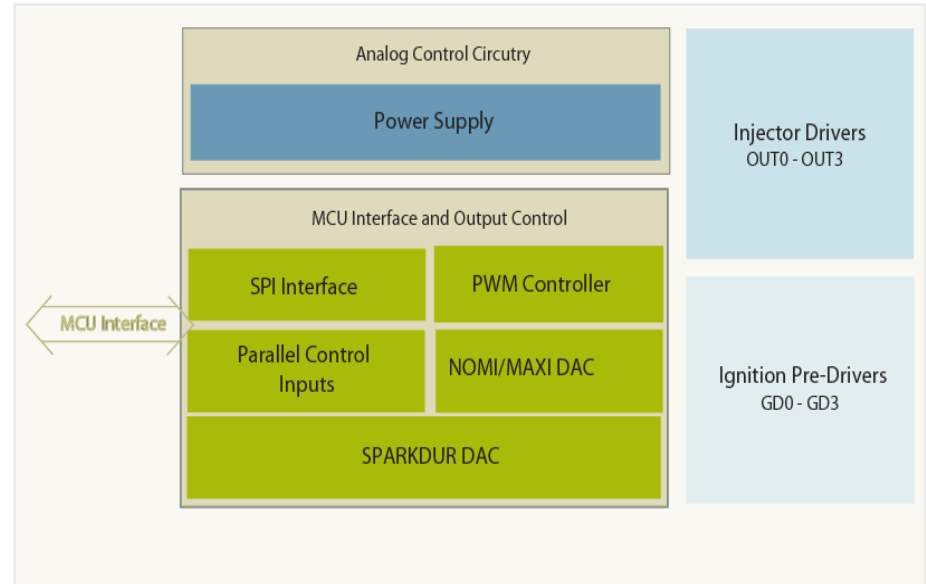 Analog Control Circutry
Power Supply
Injector Drivers
OUT0 - OUT3
MCU Interface and Output Control
SPI Interface
PWM Controller
MCU Interface
Parallel Control
Inputs
NOMI/MAXI DAC
Ignition Pre-Drivers
GD0 - GD3
SPARKDUR DAC